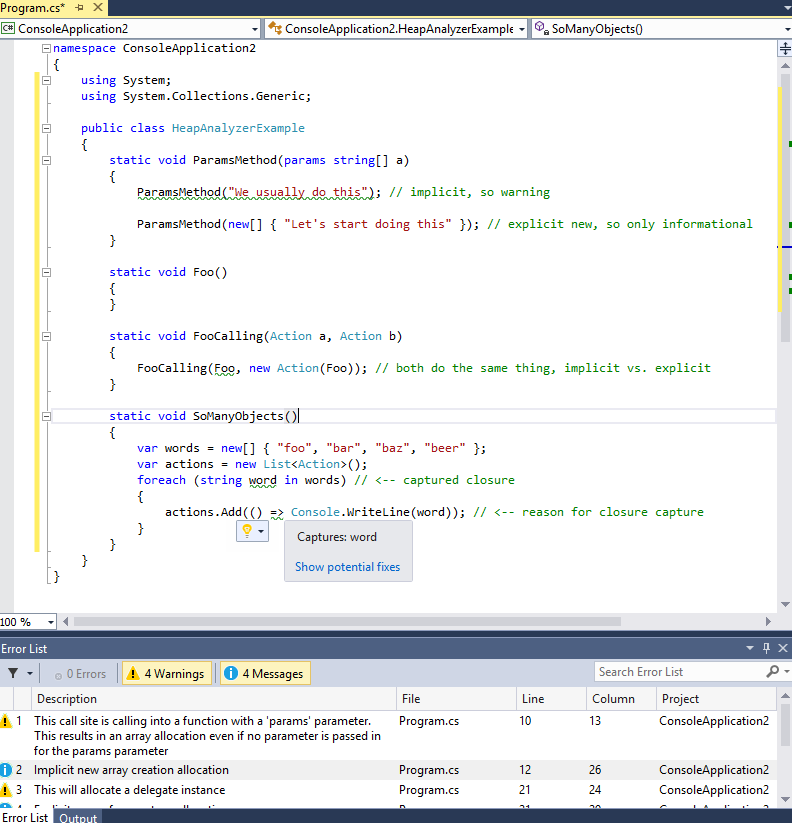 Program.cs*
C# ConsoleApplication2
ConsoleApplication2.HeapAnalyzerExample
SoManyObjects()
namespace ConsoleApplication2
{
using System;
using System.Collections.Generic;
public class HeapAnalyzerExample
{
static void ParamsMethod(params string[] a)
{
ParamsMethod("We usually do this"); // implicit, so warning
ParamsMethod(new[] { "Let's start doing this" }); // explicit new, so only informational
}
static void Foo()
{
}
static void FooCalling(Action a, Action b)
{
FooCalling(Foo, new Action(Foo)); // both do the same thing, implicit vs. explicit
}
static void SoManyObjects()
{
var words = new[] { "foo", "bar", "baz", "beer" };
var actions = new List<Action>();
foreach (string word in words) // <-- captured closure
{
actions.Add(() => Console.WriteLine(word)); // <-- reason for closure capture
}
}
}
}
Captures: word
Show potential fixes
100 %
Error List
0 Errors
4 Warnings
4 Messages
Search Error List
Description File Line Column Project
1 This call site is calling into a function with a 'params' parameter. Program.cs 10 13 ConsoleApplication2
This results in an array allocation even if no parameter is passed in
for the params parameter
2 Implicit new array creation allocation Program.cs 12 26 ConsoleApplication2
3 This will allocate a delegate instance Program.cs 21 24 ConsoleApplication2
Error List Output